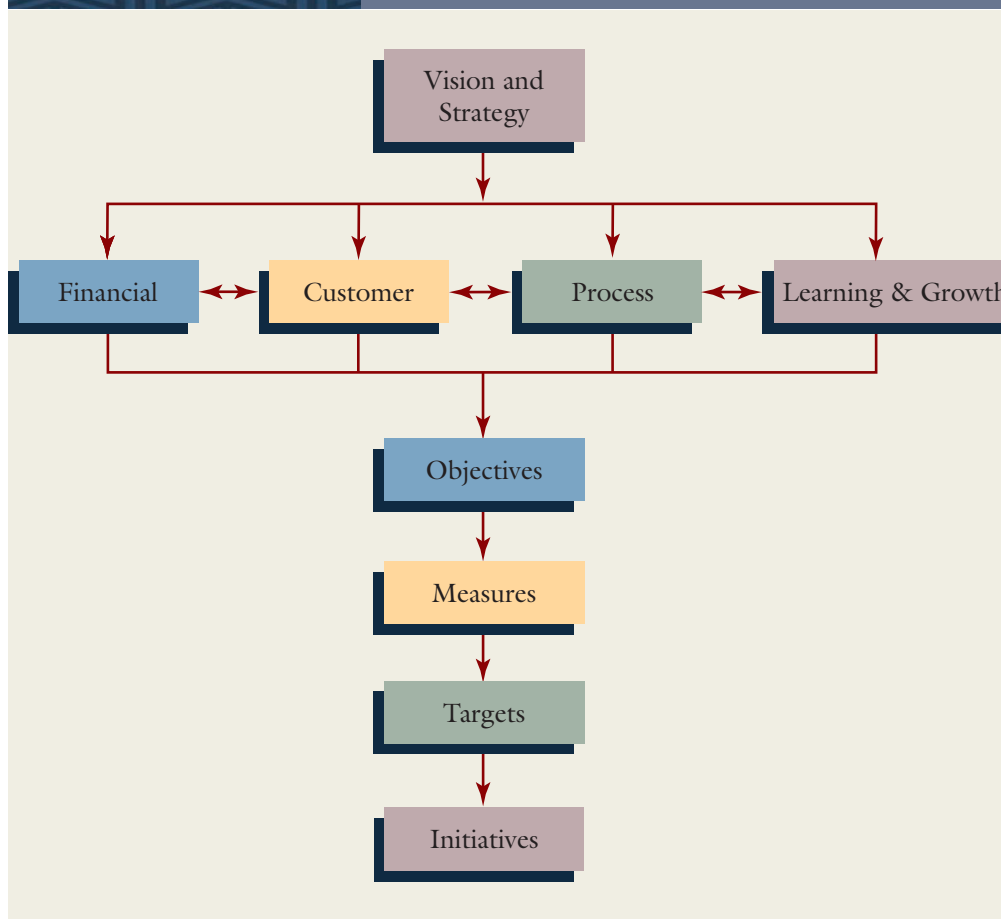 Vision and
Strategy
Financial
Customer
Process
Learning & Growth
Objectives
Measures
Targets
Initiatives